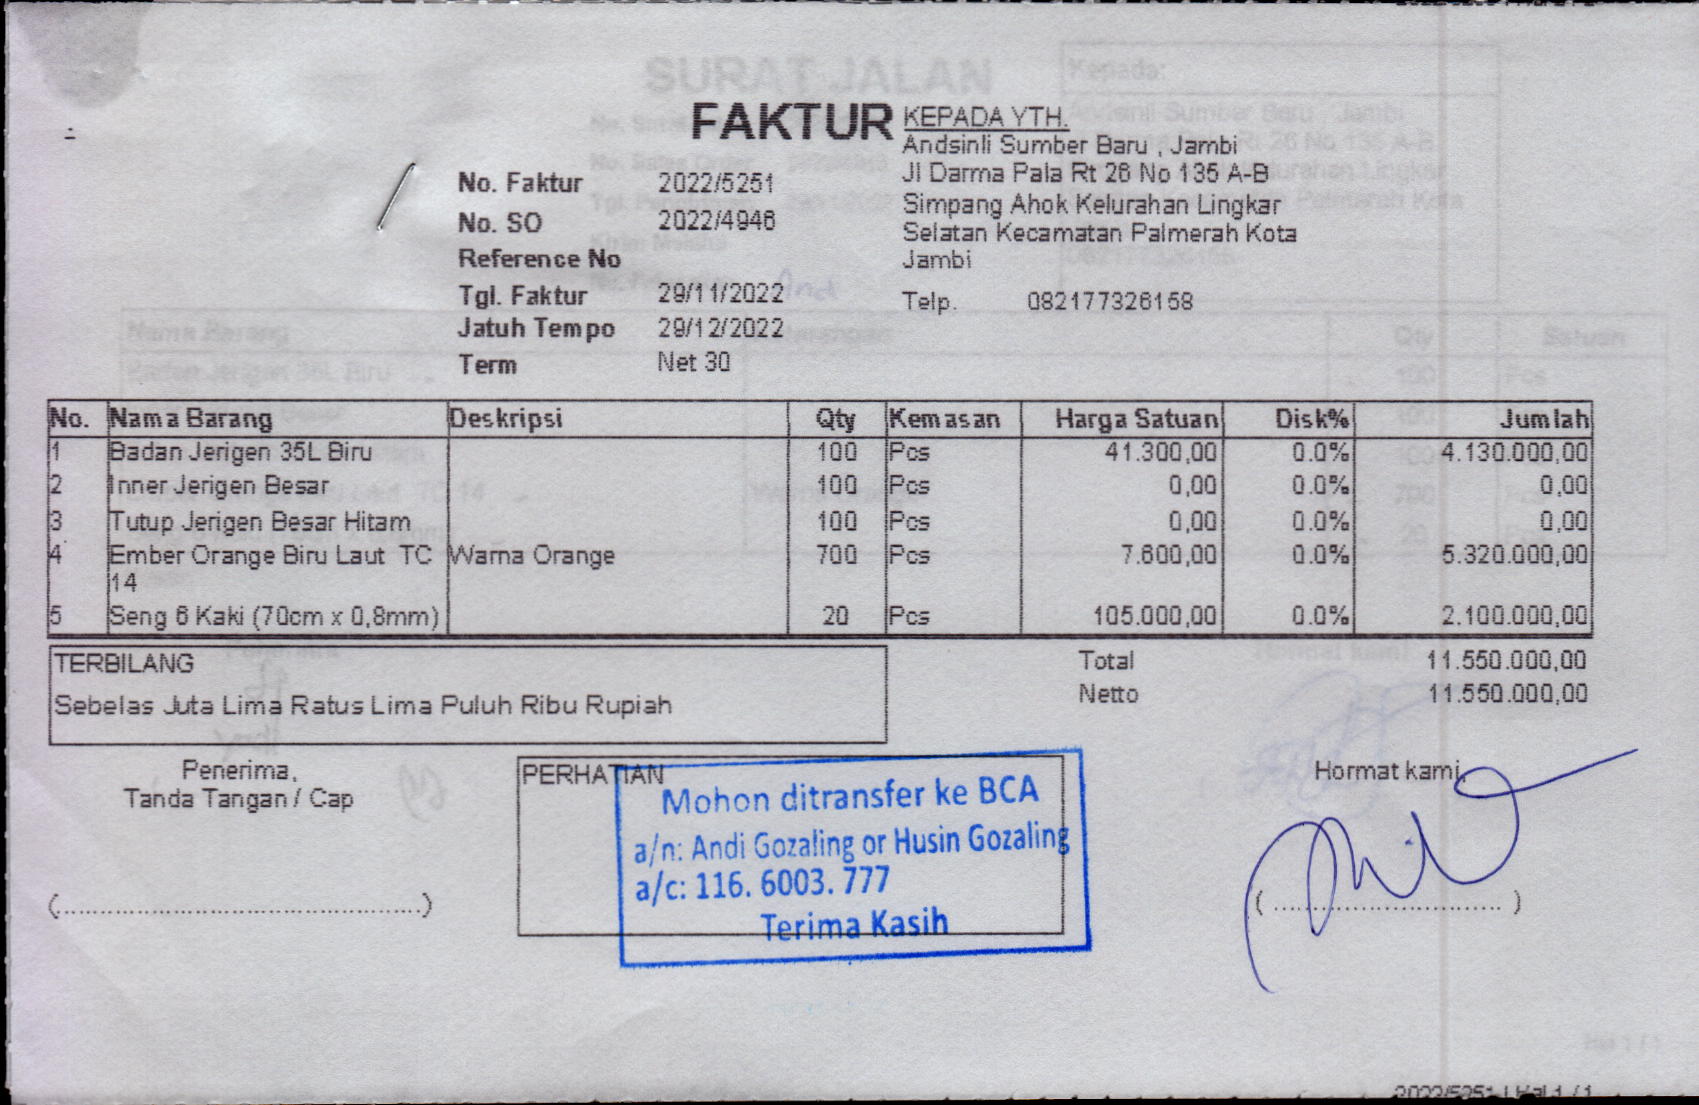 FAKTUR
KEPADA YTH.
Andsinli Sumber Baru , Jambi
Jl Darma Pala Rt 26 No 135 A-B
Simpang Ahok Kelurahan Lingkar
Selatan Kecamatan Palmerah Kota
Jambi
Telp. 082177326158
No. Faktur 2022/5251
No. SO 2022/4946
Reference No
Tgl. Faktur 29/11/2022
Jatuh Tempo 29/12/2022
Term Net 30
No. Nama Barang Deskripsi Qty Kemasan Harga Satuan Disk% Jumlah
1 Badan Jerigen 35L Biru 100 Pcs 41.300,00 0.0% 4.130.000,00
2 Inner Jerigen Besar 100 Pcs 0,00 0.0% 0,00
3 Tutup Jerigen Besar Hitam 100 Pcs 0,00 0.0% 0,00
4 Ember Orange Biru Laut TC Warna Orange 700 Pcs 7.600,00 0.0% 5.320.000,00
14
5 Seng 6 Kaki (70cm x 0,8mm) 20 Pcs 105.000,00 0.0% 2.100.000,00
TERBILANG
Sebelas Juta Lima Ratus Lima Puluh Ribu Rupiah
Total 11.550.000,00
Netto 11.550.000,00
Penerima,
Tanda Tangan / Cap
(..............................................)
PERHATIAN
Mohon ditransfer ke BCA
a/n: Andi Gozaling or Husin Gozaling
a/c: 116. 6003. 777
Terima Kasih
Hormat kami,
( ............................. )
2022/5251 | Hal 1 / 1